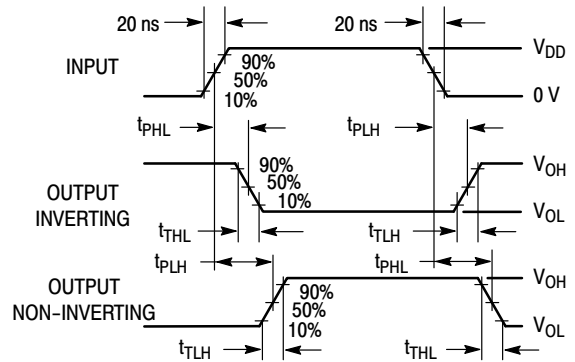 20 ns 20 ns
INPUT 90% 50% 10% V_DD 0 V
t_PHL t_PLH
OUTPUT INVERTING 90% 50% 10% V_OH V_OL
t_THL t_TLH
t_PLH t_PHL
OUTPUT NON–INVERTING 90% 50% 10% V_OH V_OL
t_TLH t_THL